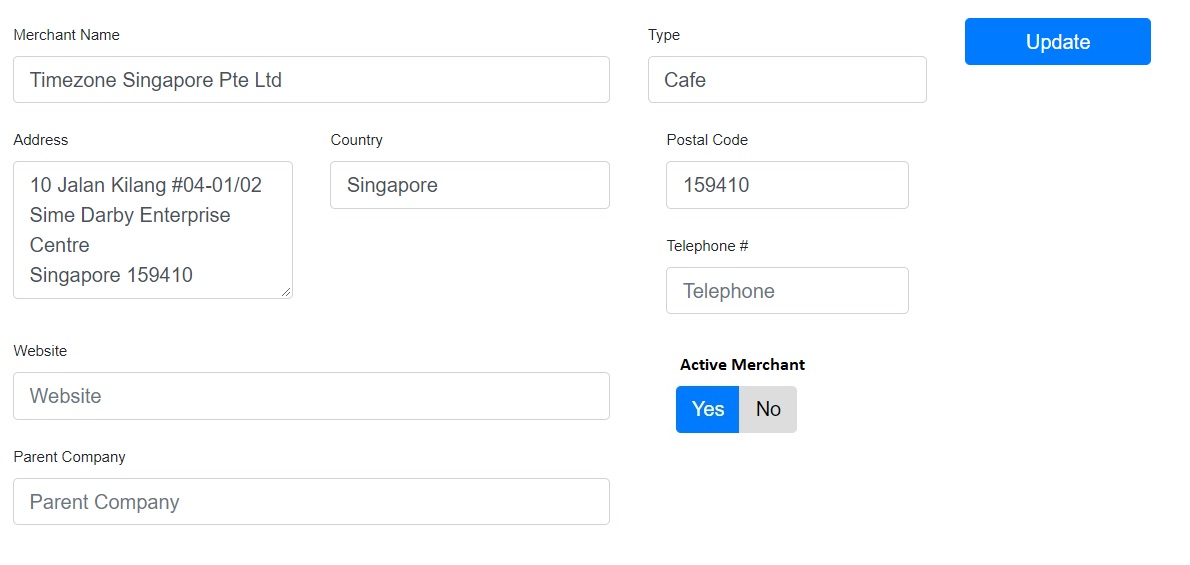 Merchant Name
Timezone Singapore Pte Ltd
Type
Cafe
Update
Address
10 Jalan Kilang #04-01/02
Sime Darby Enterprise
Centre
Singapore 159410
Country
Singapore
Postal Code
159410
Telephone #
Telephone
Website
Website
Active Merchant
Yes No
Parent Company
Parent Company